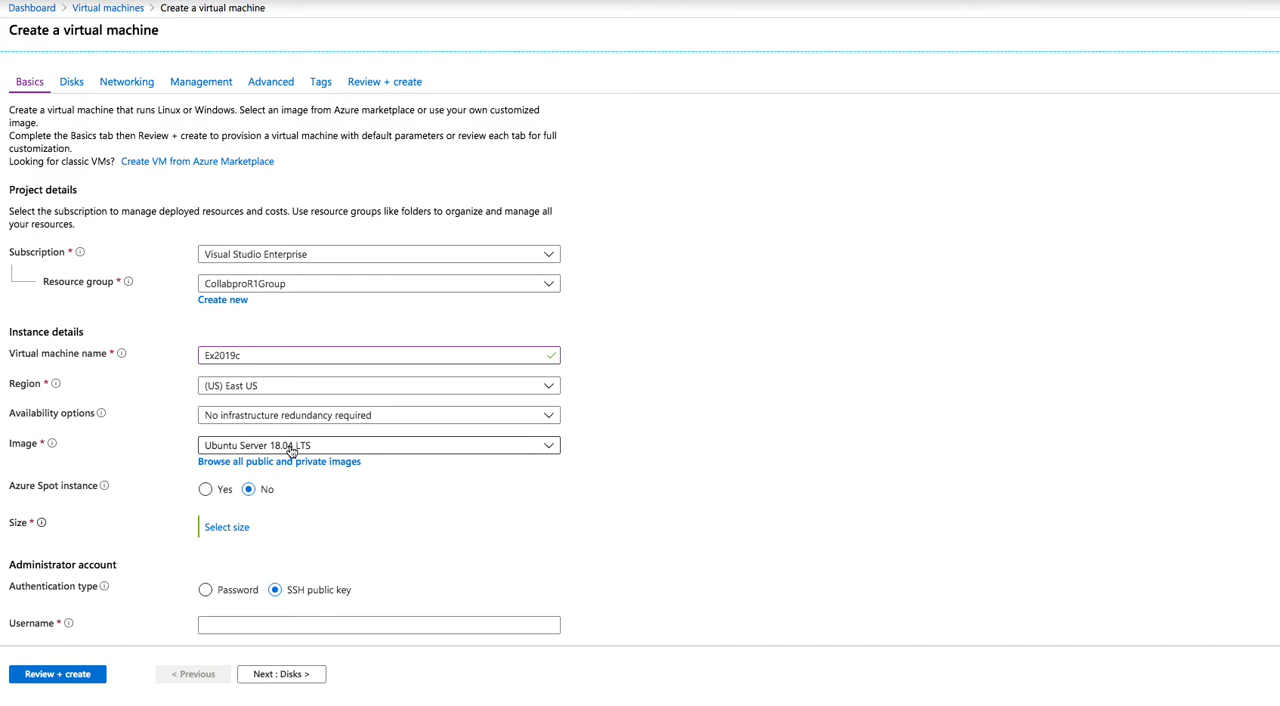 Dashboard > Virtual machines > Create a virtual machine
Create a virtual machine
Basics Disks Networking Management Advanced Tags Review + create
Create a virtual machine that runs Linux or Windows. Select an image from Azure marketplace or use your own customized
image.
Complete the Basics tab then Review + create to provision a virtual machine with default parameters or review each tab for full
customization.
Looking for classic VMs? Create VM from Azure Marketplace
Project details
Select the subscription to manage deployed resources and costs. Use resource groups like folders to organize and manage all
your resources.
Subscription * Visual Studio Enterprise
Resource group * CollabproR1Group
Create new
Instance details
Virtual machine name * Ex2019c
Region * (US) East US
Availability options No infrastructure redundancy required
Image * Ubuntu Server 18.04 LTS
Browse all public and private images
Azure Spot instance Yes No
Size * Select size
Administrator account
Authentication type Password SSH public key
Username *
Review + create < Previous Next : Disks >